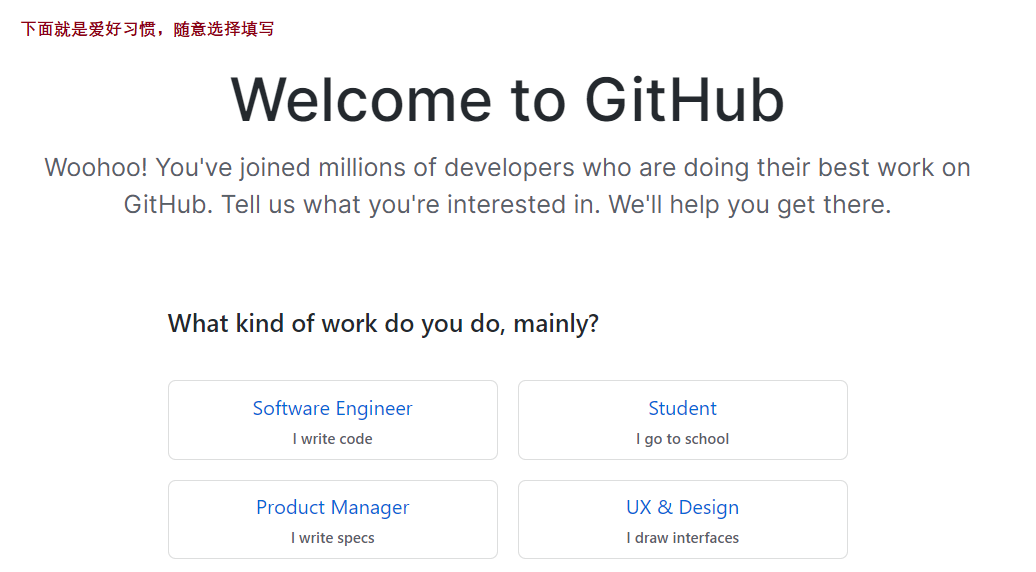 下面就是爱好习惯，随意选择填写
Welcome to GitHub
Woohoo! You've joined millions of developers who are doing their best work on
GitHub. Tell us what you're interested in. We'll help you get there.
What kind of work do you do, mainly?
Software Engineer
I write code
Student
I go to school
Product Manager
I write specs
UX & Design
I draw interfaces